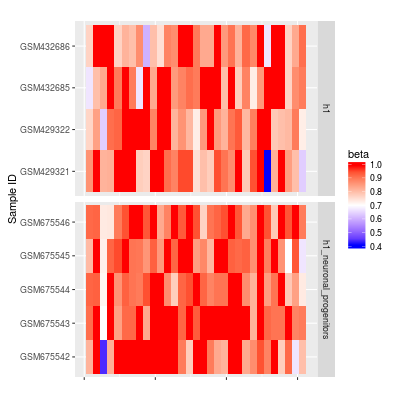 GSM432686
GSM432685
GSM429322
GSM429321
h1
GSM675546
GSM675545
GSM675544
GSM675543
GSM675542
h1_neuronal_progenitors
Sample ID
beta
1.0
0.9
0.8
0.7
0.6
0.5
0.4